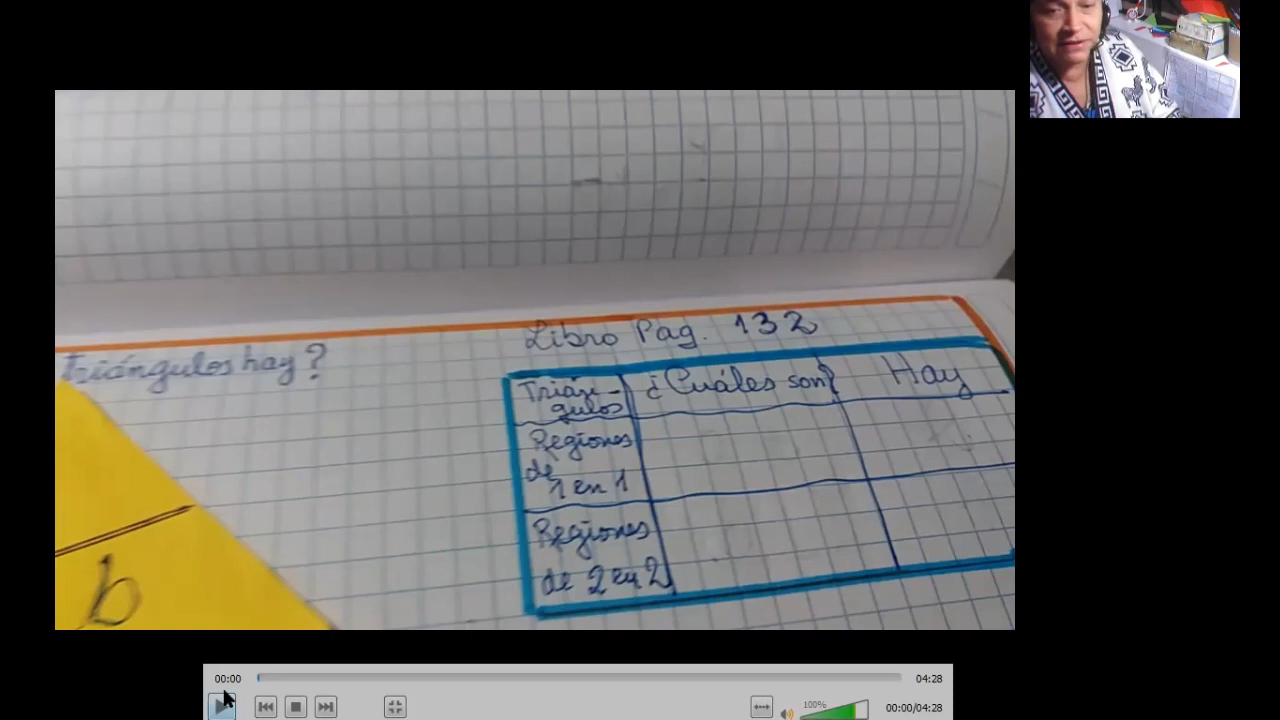 Libro Pag. 132
Triángulos hay?
Trián-
gulos
¿Cuáles son?
Hay
Regiones
de
1 en 1
Regiones
de 2 en 2
b
00:00
04:28
100%
00:00/04:28